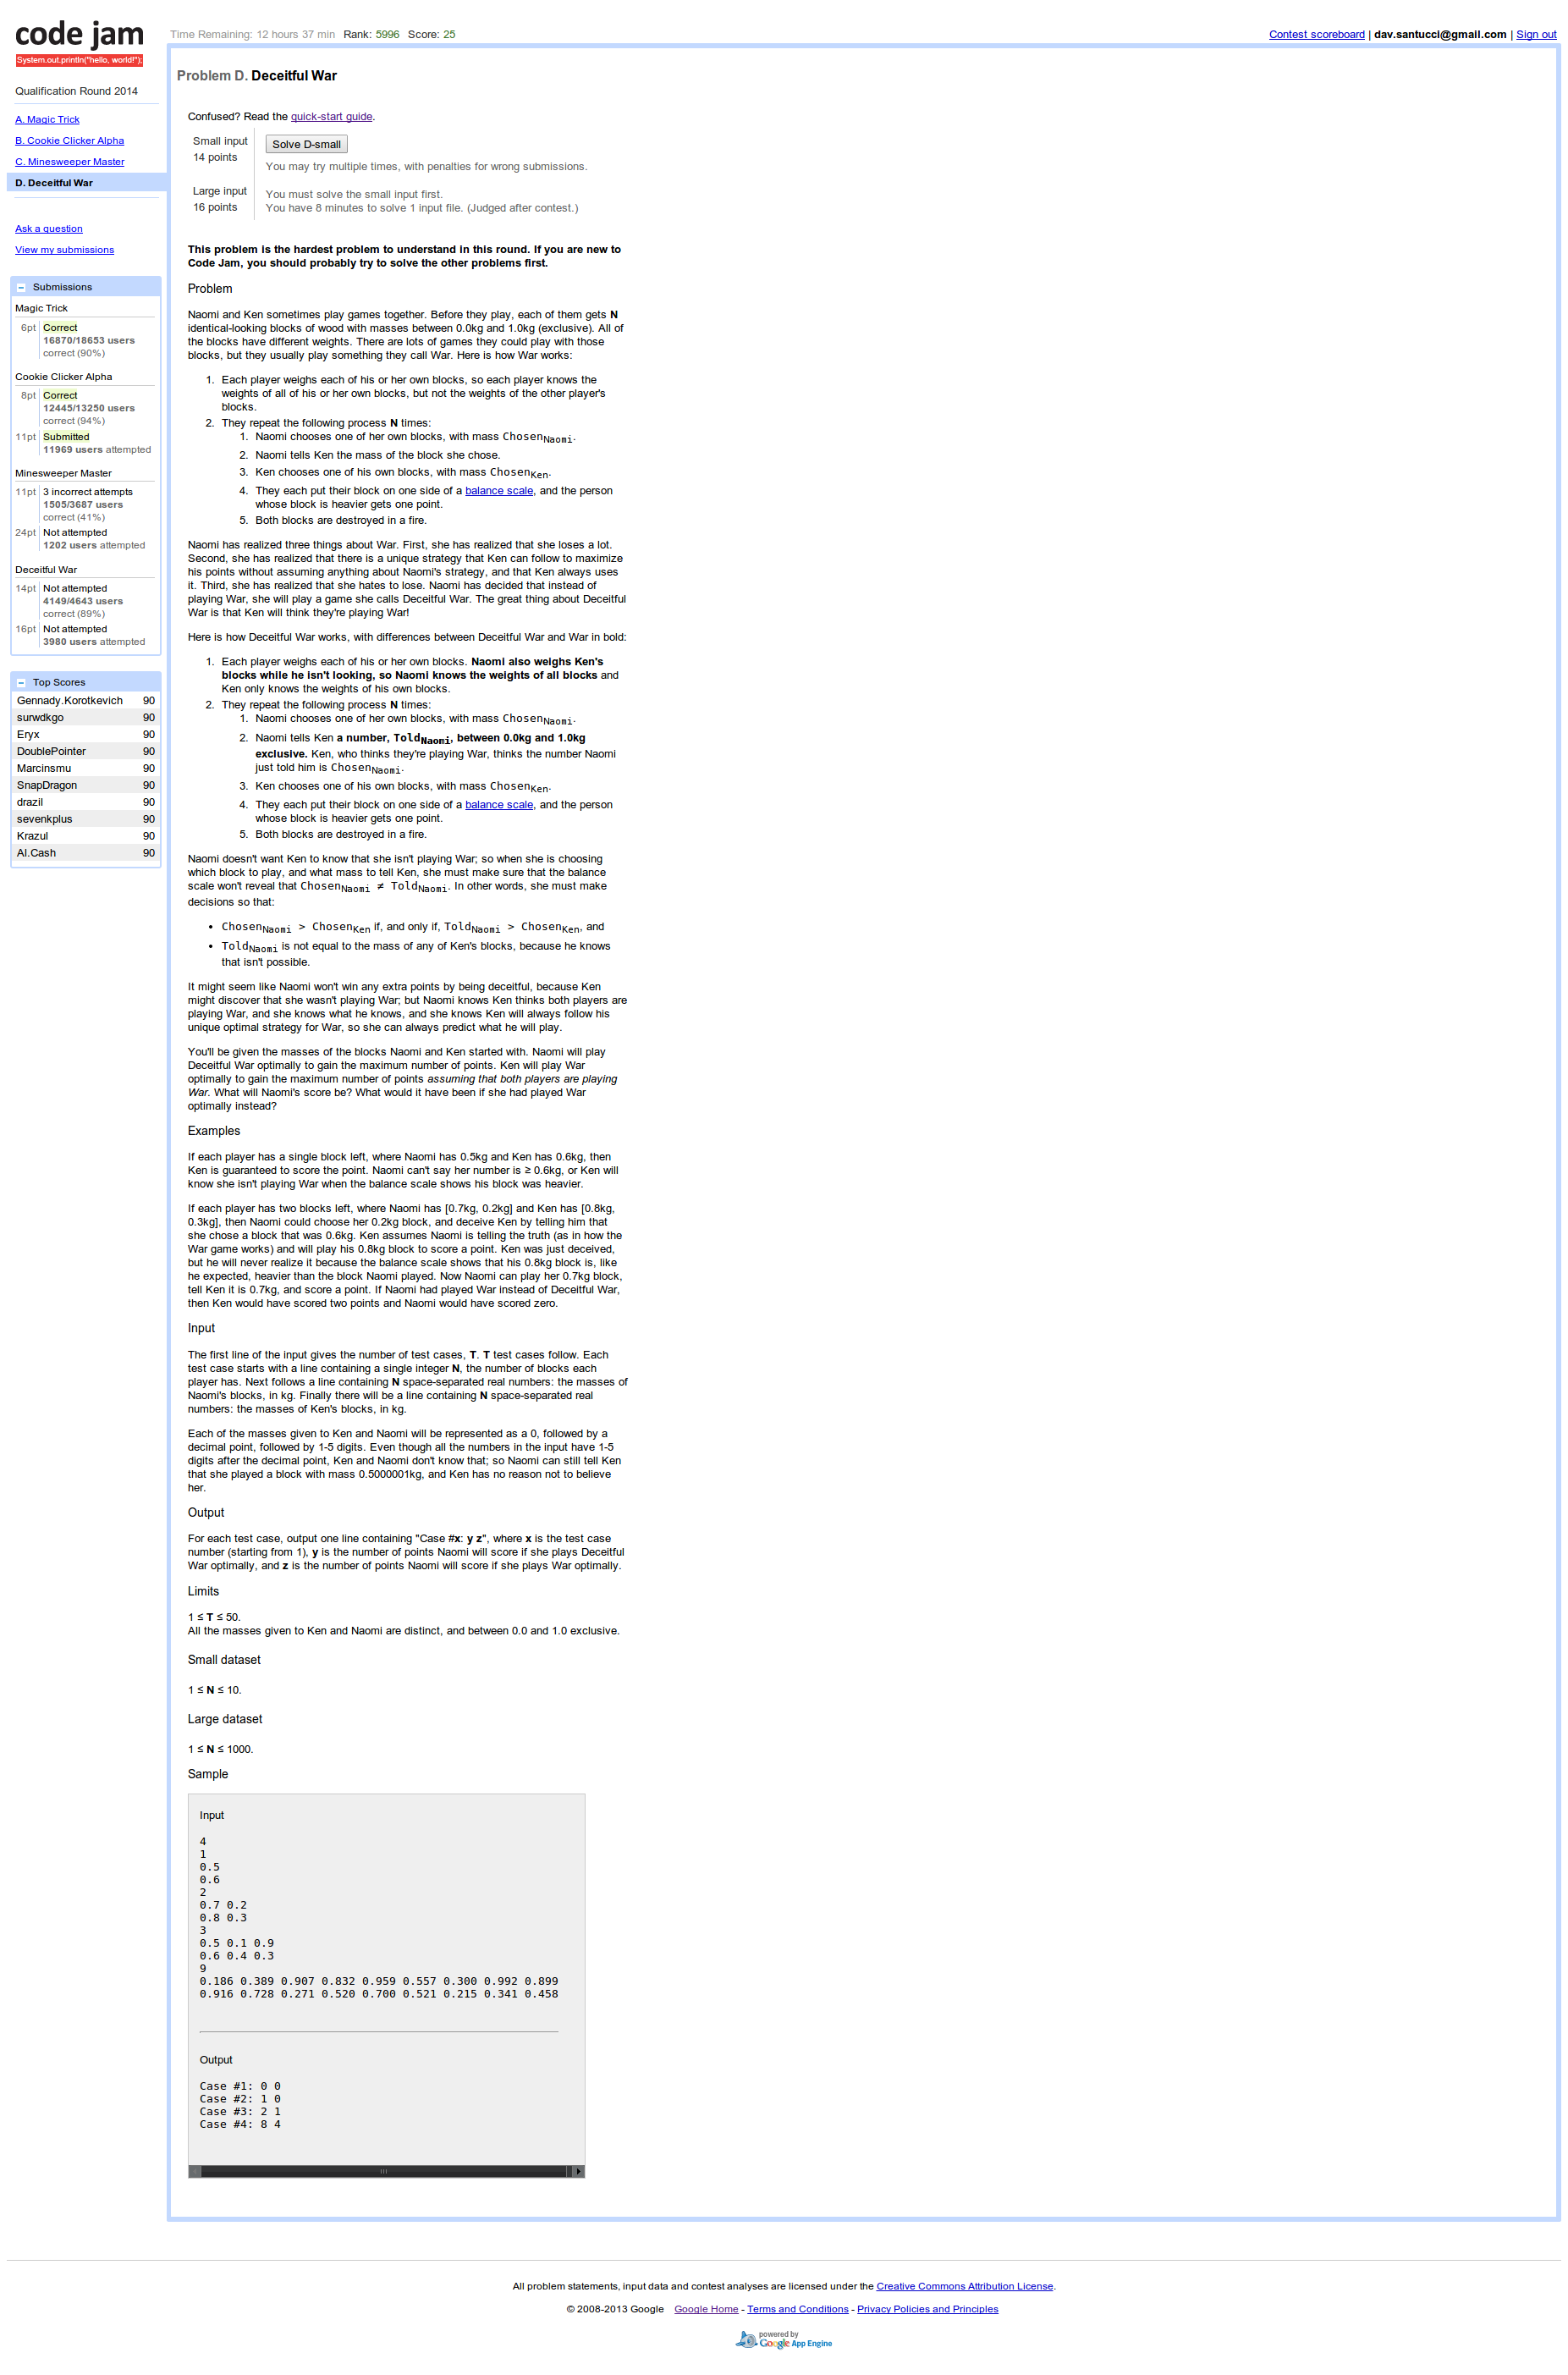 code jam
System.out.println("hello, world!");
Time Remaining: 12 hours 37 min Rank: 5996 Score: 25
Contest scoreboard | dav.santucci@gmail.com | Sign out
Qualification Round 2014
A. Magic Trick
B. Cookie Clicker Alpha
C. Minesweeper Master
D. Deceitful War
Ask a question
View my submissions
Submissions
Magic Trick
6pt Correct
16870/18653 users
correct (90%)
Cookie Clicker Alpha
8pt Correct
12445/13250 users
correct (94%)
11pt Submitted
11969 users attempted
Minesweeper Master
11pt 3 incorrect attempts
1505/3687 users
correct (41%)
24pt Not attempted
1202 users attempted
Deceitful War
14pt Not attempted
4149/4643 users
correct (89%)
16pt Not attempted
3980 users attempted
Top Scores
Gennady.Korotkevich 90
surwdkgo 90
Eryx 90
DoublePointer 90
Marcinsmu 90
SnapDragon 90
drazil 90
sevenkplus 90
Krazul 90
Al.Cash 90
Problem D. Deceitful War
Confused? Read the quick-start guide.
Small input
14 points
Solve D-small
You may try multiple times, with penalties for wrong submissions.
Large input
16 points
You must solve the small input first.
You have 8 minutes to solve 1 input file. (Judged after contest.)
This problem is the hardest problem to understand in this round. If you are new to
Code Jam, you should probably try to solve the other problems first.
Problem
Naomi and Ken sometimes play games together. Before they play, each of them gets N
identical-looking blocks of wood with masses between 0.0kg and 1.0kg (exclusive). All of
the blocks have different weights. There are lots of games they could play with those
blocks, but they usually play something they call War. Here is how War works:
1. Each player weighs each of his or her own blocks, so each player knows the
weights of all of his or her own blocks, but not the weights of the other player's
blocks.
2. They repeat the following process N times:
1. Naomi chooses one of her own blocks, with mass ChosenNaomi.
2. Naomi tells Ken the mass of the block she chose.
3. Ken chooses one of his own blocks, with mass ChosenKen.
4. They each put their block on one side of a balance scale, and the person
whose block is heavier gets one point.
5. Both blocks are destroyed in a fire.
Naomi has realized three things about War. First, she has realized that she loses a lot.
Second, she has realized that there is a unique strategy that Ken can follow to maximize
his points without assuming anything about Naomi's strategy, and that Ken always uses
it. Third, she has realized that she hates to lose. Naomi has decided that instead of
playing War, she will play a game she calls Deceitful War. The great thing about Deceitful
War is that Ken will think they're playing War!
Here is how Deceitful War works, with differences between Deceitful War and War in bold:
1. Each player weighs each of his or her own blocks. Naomi also weighs Ken's
blocks while he isn't looking, so Naomi knows the weights of all blocks and
Ken only knows the weights of his own blocks.
2. They repeat the following process N times:
1. Naomi chooses one of her own blocks, with mass ChosenNaomi.
2. Naomi tells Ken a number, ToldNaomi, between 0.0kg and 1.0kg
exclusive. Ken, who thinks they're playing War, thinks the number Naomi
just told him is ChosenNaomi.
3. Ken chooses one of his own blocks, with mass ChosenKen.
4. They each put their block on one side of a balance scale, and the person
whose block is heavier gets one point.
5. Both blocks are destroyed in a fire.
Naomi doesn't want Ken to know that she isn't playing War; so when she is choosing
which block to play, and what mass to tell Ken, she must make sure that the balance
scale won't reveal that ChosenNaomi ≠ ToldNaomi. In other words, she must make
decisions so that:
• ChosenNaomi > ChosenKen if, and only if, ToldNaomi > ChosenKen, and
• ToldNaomi is not equal to the mass of any of Ken's blocks, because he knows
that isn't possible.
It might seem like Naomi won't win any extra points by being deceitful, because Ken
might discover that she wasn't playing War; but Naomi knows Ken thinks both players are
playing War, and she knows what he knows, and she knows Ken will always follow his
unique optimal strategy for War, so she can always predict what he will play.
You'll be given the masses of the blocks Naomi and Ken started with. Naomi will play
Deceitful War optimally to gain the maximum number of points. Ken will play War
optimally to gain the maximum number of points assuming that both players are playing
War. What will Naomi's score be? What would it have been if she had played War
optimally instead?
Examples
If each player has a single block left, where Naomi has 0.5kg and Ken has 0.6kg, then
Ken is guaranteed to score the point. Naomi can't say her number is ≥ 0.6kg, or Ken will
know she isn't playing War when the balance scale shows his block was heavier.
If each player has two blocks left, where Naomi has [0.7kg, 0.2kg] and Ken has [0.8kg,
0.3kg], then Naomi could choose her 0.2kg block, and deceive Ken by telling him that
she chose a block that was 0.6kg. Ken assumes Naomi is telling the truth (as in how the
War game works) and will play his 0.8kg block to score a point. Ken was just deceived,
but he will never realize it because the balance scale shows that his 0.8kg block is, like
he expected, heavier than the block Naomi played. Now Naomi can play her 0.7kg block,
tell Ken it is 0.7kg, and score a point. If Naomi had played War instead of Deceitful War,
then Ken would have scored two points and Naomi would have scored zero.
Input
The first line of the input gives the number of test cases, T. T test cases follow. Each
test case starts with a line containing a single integer N, the number of blocks each
player has. Next follows a line containing N space-separated real numbers: the masses of
Naomi's blocks, in kg. Finally there will be a line containing N space-separated real
numbers: the masses of Ken's blocks, in kg.
Each of the masses given to Ken and Naomi will be represented as a 0, followed by a
decimal point, followed by 1-5 digits. Even though all the numbers in the input have 1-5
digits after the decimal point, Ken and Naomi don't know that; so Naomi can still tell Ken
that she played a block with mass 0.5000001kg, and Ken has no reason not to believe
her.
Output
For each test case, output one line containing "Case #x: y z", where x is the test case
number (starting from 1), y is the number of points Naomi will score if she plays Deceitful
War optimally, and z is the number of points Naomi will score if she plays War optimally.
Limits
1 ≤ T ≤ 50.
All the masses given to Ken and Naomi are distinct, and between 0.0 and 1.0 exclusive.
Small dataset
1 ≤ N ≤ 10.
Large dataset
1 ≤ N ≤ 1000.
Sample
Input
4
1
0.5
0.6
2
0.7 0.2
0.8 0.3
3
0.5 0.1 0.9
0.6 0.4 0.3
9
0.186 0.389 0.907 0.832 0.959 0.557 0.300 0.992 0.899
0.916 0.728 0.271 0.520 0.700 0.521 0.215 0.341 0.458
Output
Case #1: 0 0
Case #2: 1 0
Case #3: 2 1
Case #4: 8 4
All problem statements, input data and contest analyses are licensed under the Creative Commons Attribution License.
© 2008-2013 Google Google Home - Terms and Conditions - Privacy Policies and Principles
powered by
Google App Engine